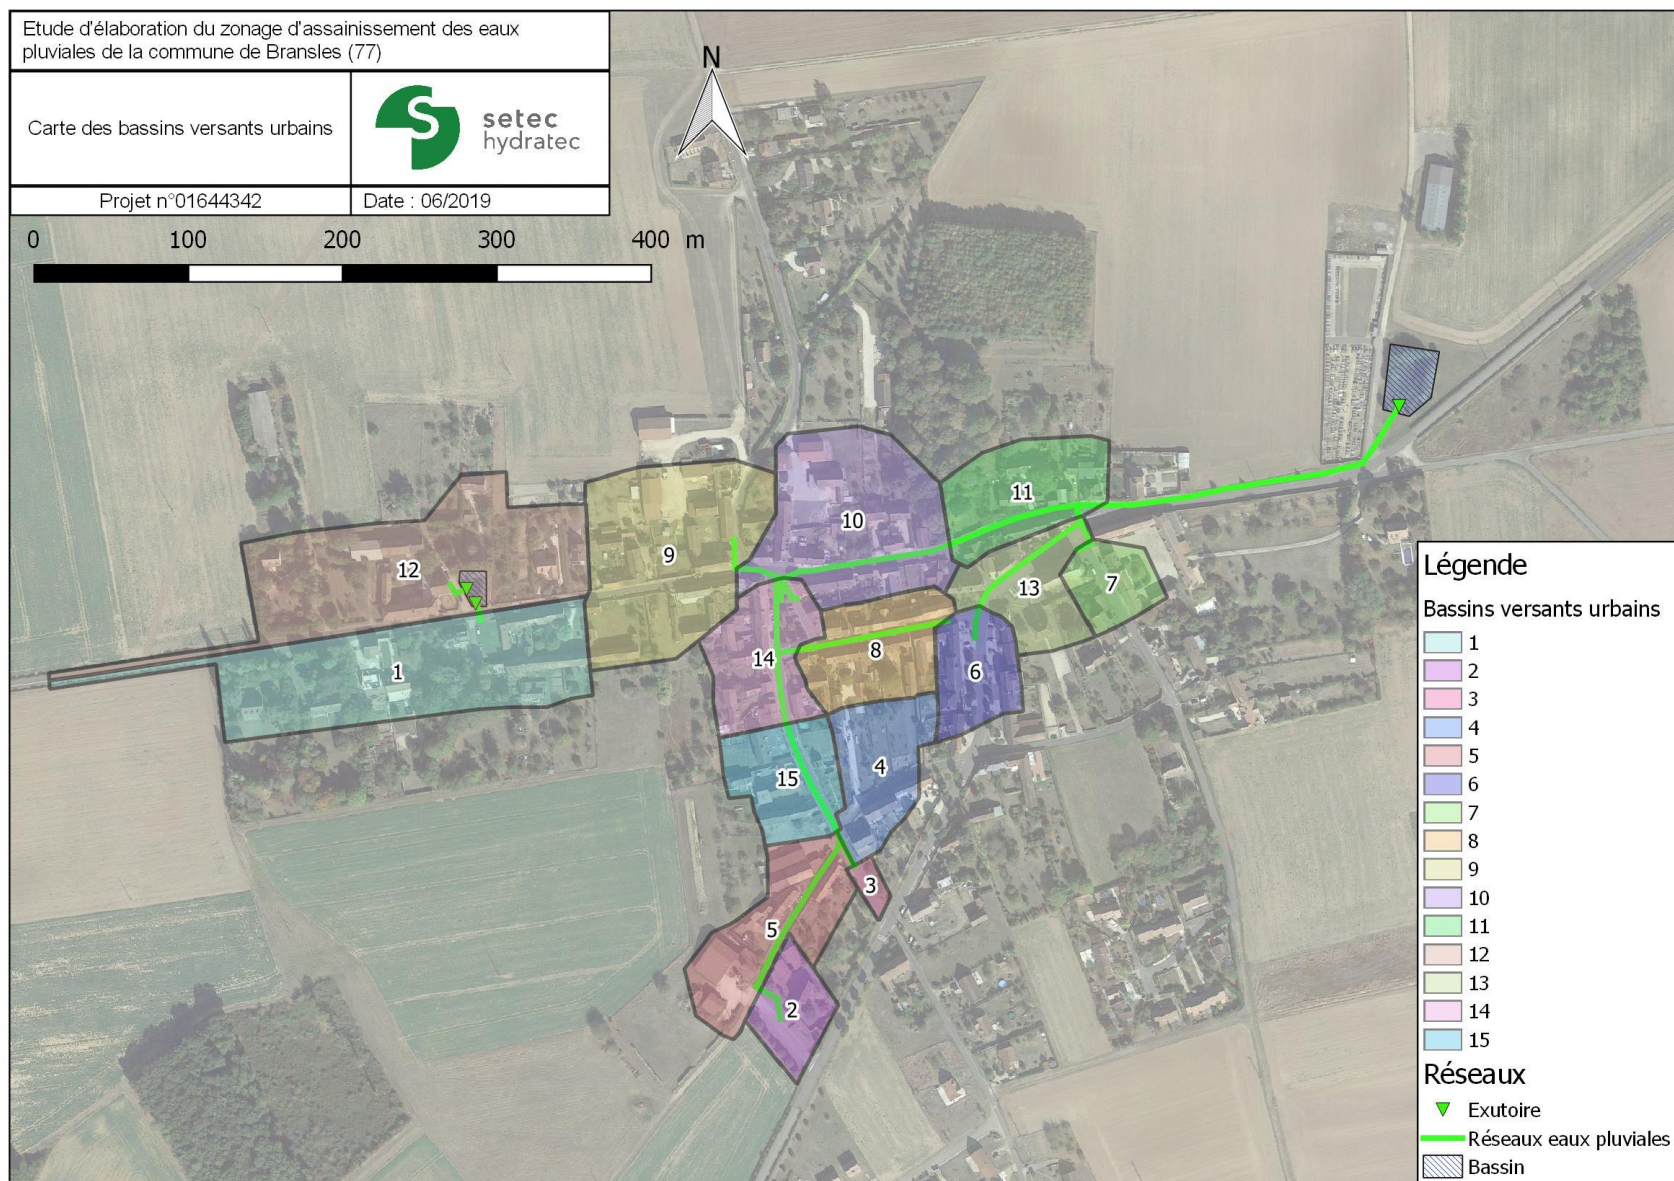 Etude d'élaboration du zonage d'assainissement des eaux
pluviales de la commune de Bransles (77)
Carte des bassins versants urbains
setec
hydratec
Projet n°01644342
Date : 06/2019
N
0 100 200 300 400 m
11
10
9
12
13
7
1
14
8
6
15
4
3
5
2
Légende
Bassins versants urbains
1
2
3
4
5
6
7
8
9
10
11
12
13
14
15
Réseaux
Exutoire
Réseaux eaux pluviales
Bassin